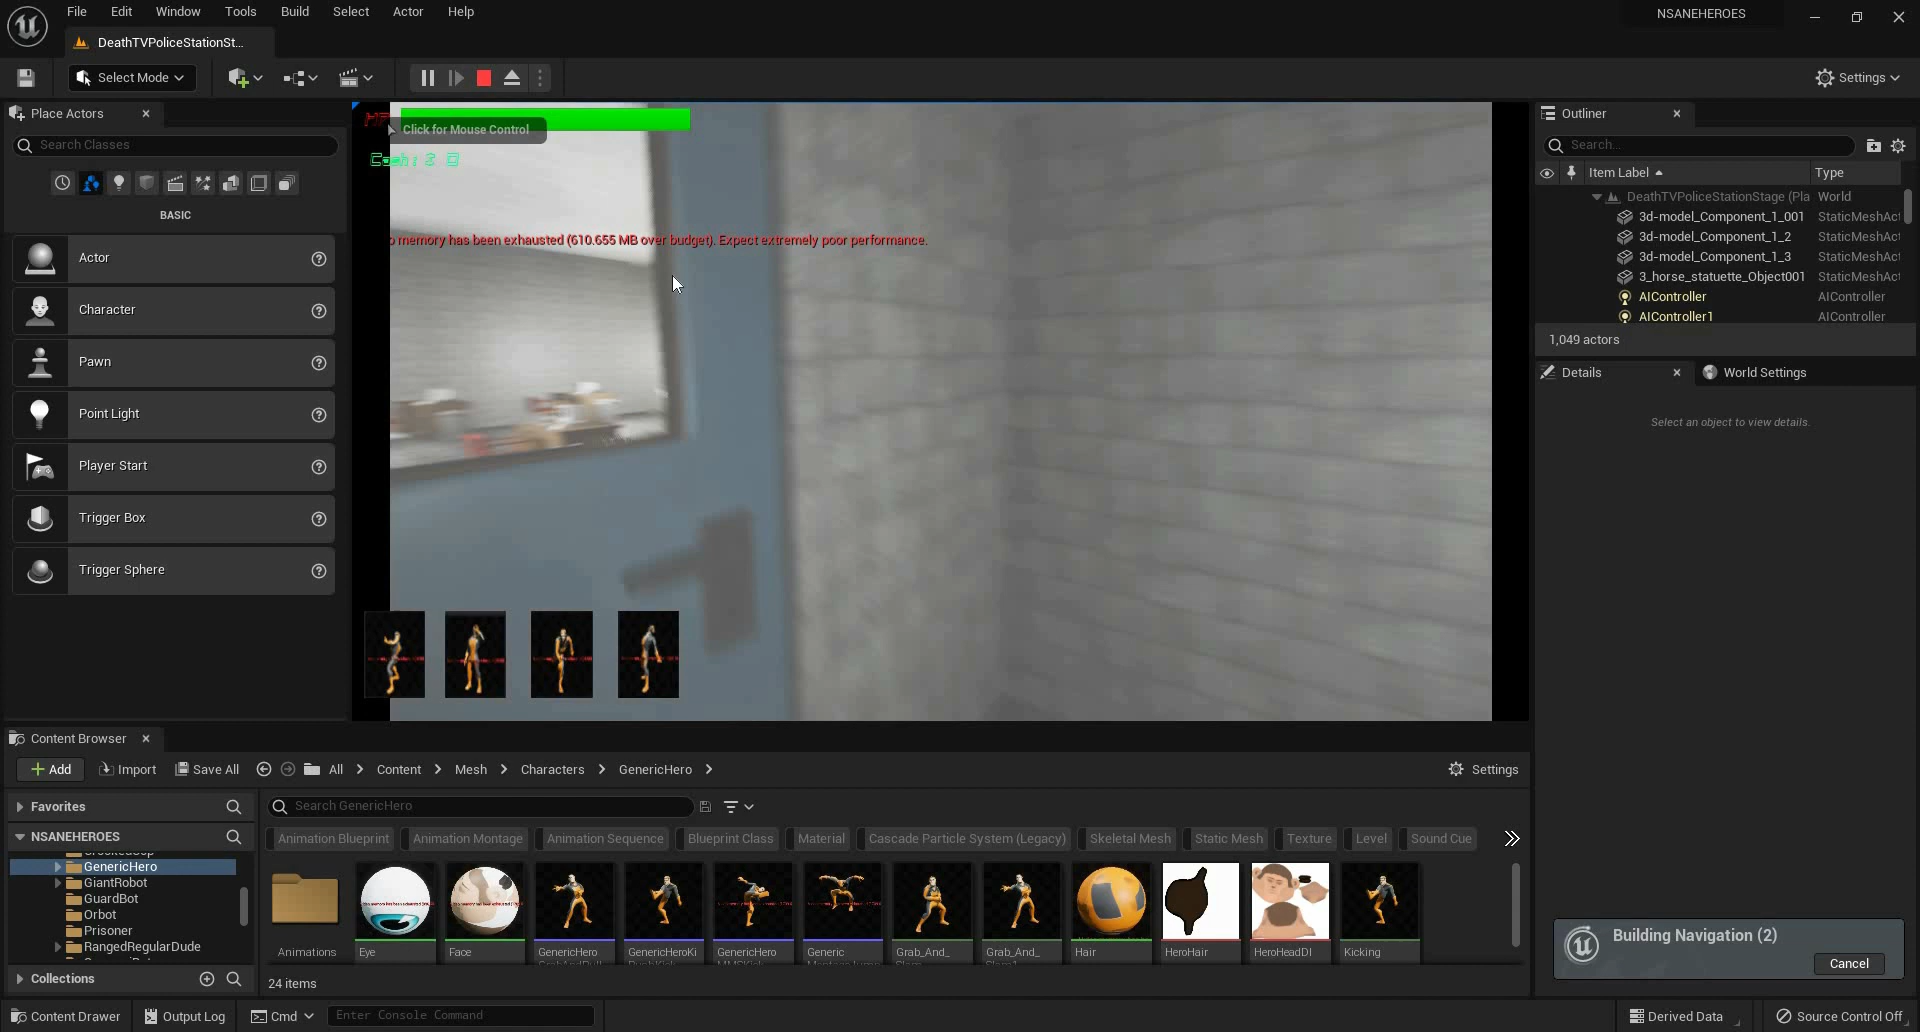 File Edit Window Tools Build Select Actor Help
NSANEHEROES
DeathTVPoliceStationSt...
Select Mode
Settings
Place Actors
Search Classes
BASIC
Actor
Character
Pawn
Point Light
Player Start
Trigger Box
Trigger Sphere
Click for Mouse Control
memory has been exhausted (610.655 MB over budget). Expect extremely poor performance.
Outliner
Search...
Item Label Type
DeathTVPoliceStationStage (Pla World
3d-model_Component_1_001 StaticMeshAct
3d-model_Component_1_2 StaticMeshAct
3d-model_Component_1_3 StaticMeshAct
3_horse_statuette_Object001 StaticMeshAct
AIController AIController
AIController1 AIController
1,049 actors
Details World Settings
Select an object to view details.
Content Browser
Add Import Save All All Content Mesh Characters GenericHero Settings
Favorites
Search GenericHero
NSANEHEROES
Animation Blueprint Animation Montage Animation Sequence Blueprint Class Material Cascade Particle System (Legacy) Skeletal Mesh Static Mesh Texture Level Sound Cue
GenericHero
GiantRobot
GuardBot
Orbot
Prisoner
RangedRegularDude
Collections
Animations Eye Face GenericHero GenericHeroKi GenericHero Generic Grab_And_ Grab_And_ Hair HeroHair HeroHeadDI Kicking
24 items
Building Navigation (2)
Cancel
Content Drawer Output Log Cmd Enter Console Command Derived Data Source Control Off